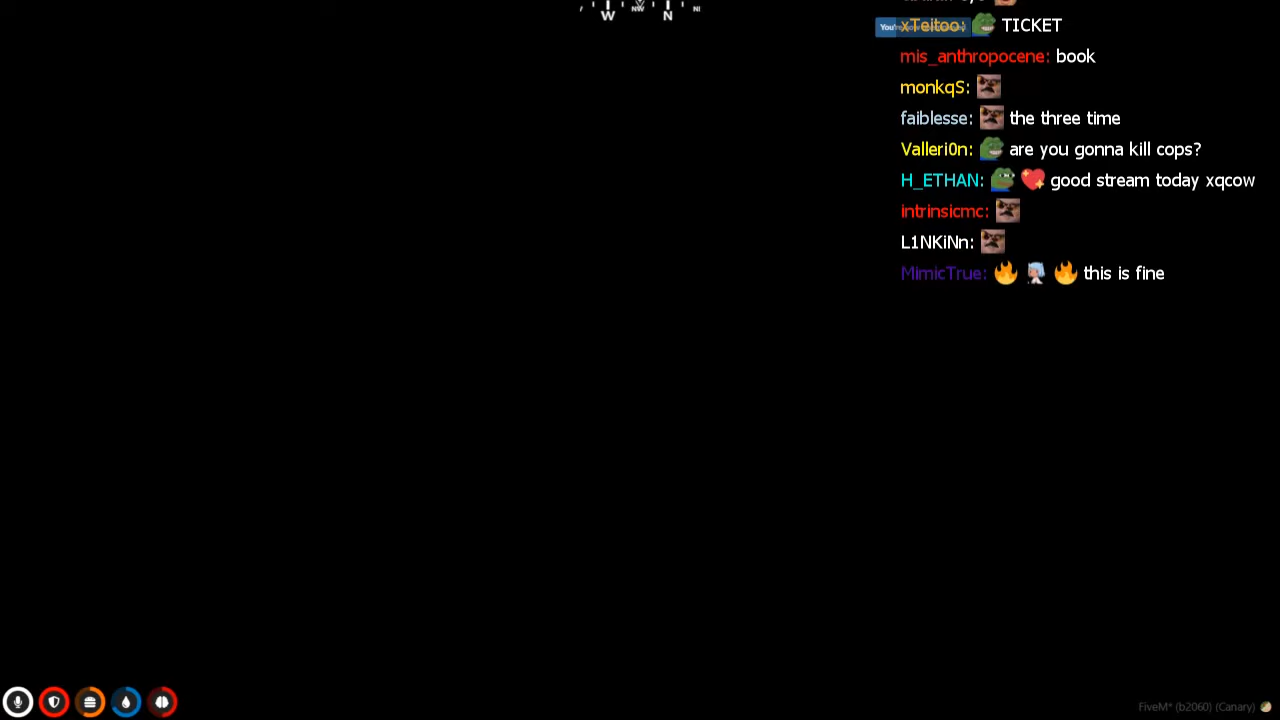 W NW N
xTeitoo: TICKET
mis_anthropocene: book
monkqS:
faiblesse: the three time
Valleri0n: are you gonna kill cops?
H_ETHAN: good stream today xqcow
intrinsicmc:
L1NKiNn:
MimicTrue: this is fine
FiveM* (b2060) (Canary)